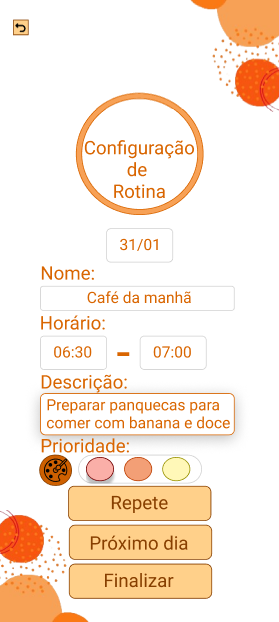 Configuração
de
Rotina
31/01
Nome:
Café da manhã
Horário:
06:30 - 07:00
Descrição:
Preparar panquecas para
comer com banana e doce
Prioridade:
Repete
Próximo dia
Finalizar